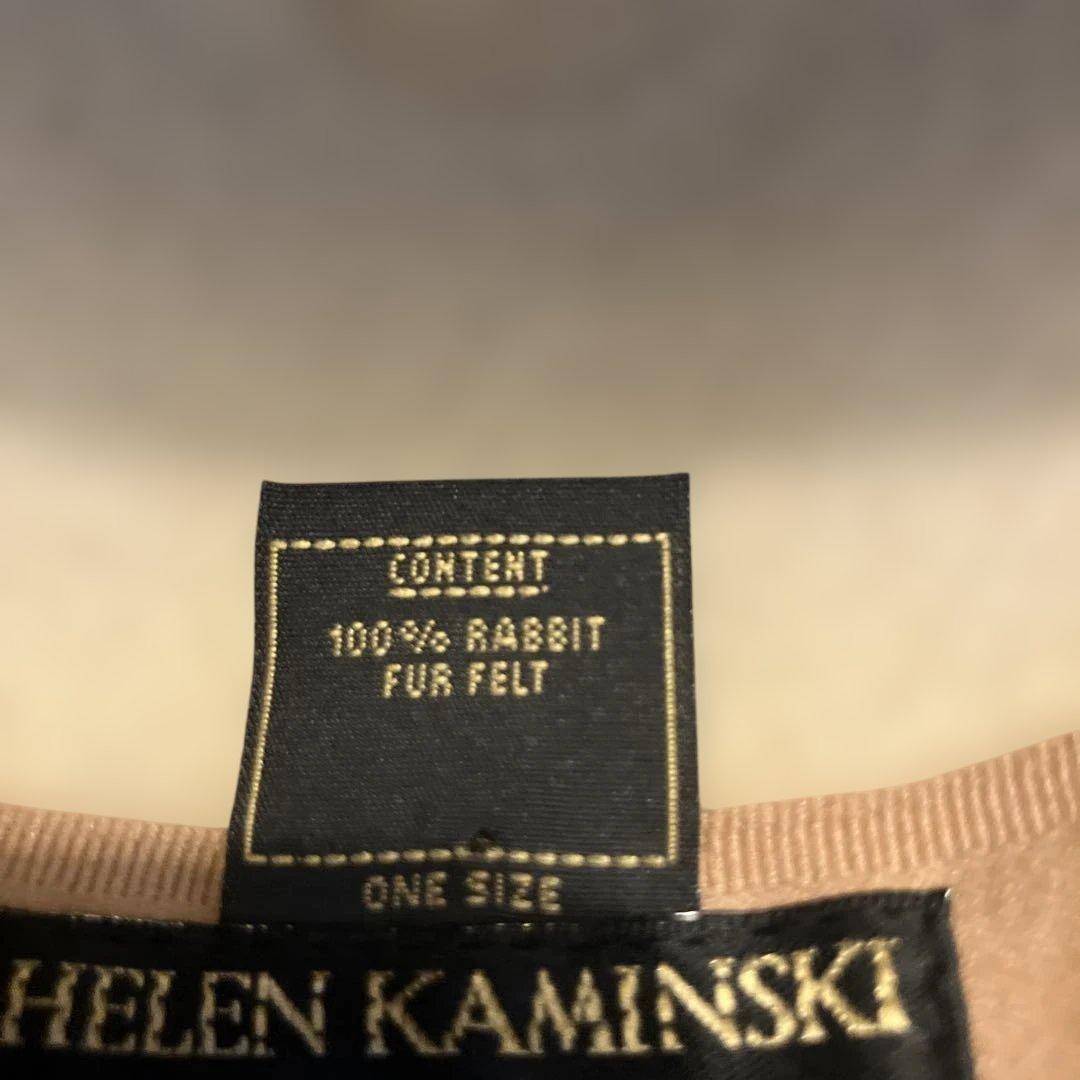 CONTENT
100% RABBIT
FUR FELT
ONE SIZE
HELEN KAMINSKI